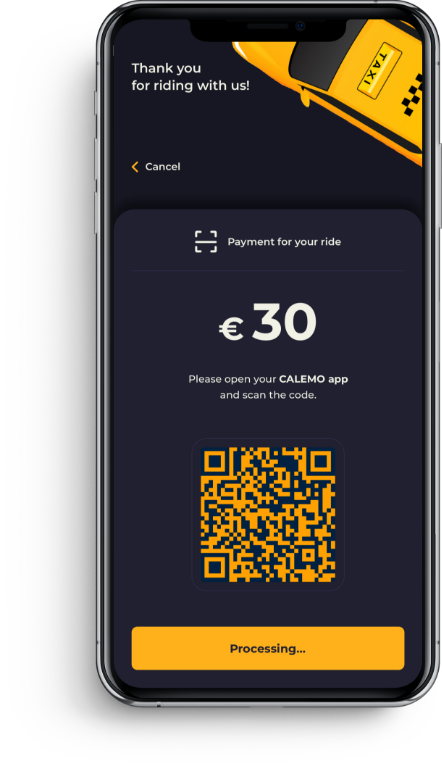 TAXI
Thank you
for riding with us!
Cancel
Payment for your ride
€ 30
Please open your CALEMO app
and scan the code.
Processing...